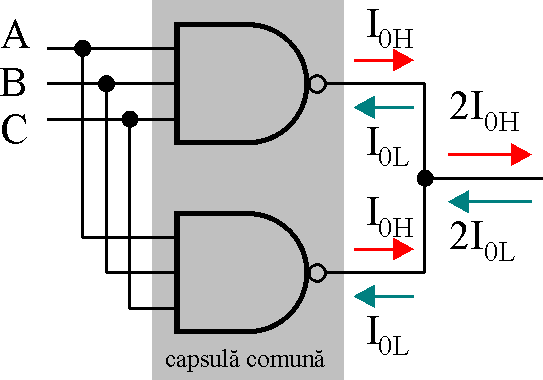 A
B
C
I0H
I0L
2I0H
I0H
2I0L
I0L
capsulă comună